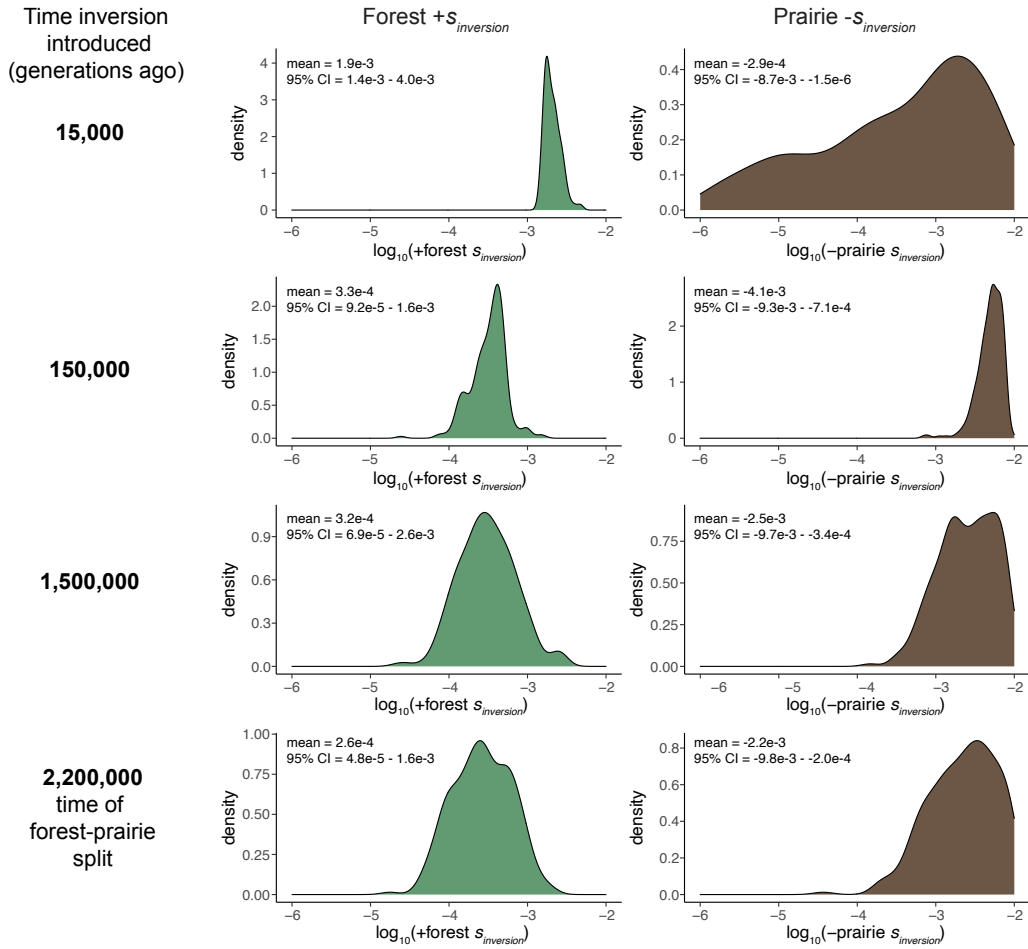 Time inversion
introduced
(generations ago)
Forest +s_inversion
Prairie -s_inversion
15,000
mean = 1.9e-3
95% CI = 1.4e-3 - 4.0e-3
density
4
3
2
1
0
−6 −5 −4 −3 −2
log10(+forest s_inversion)
mean = -2.9e-4
95% CI = -8.7e-3 - -1.5e-6
density
0.4
0.3
0.2
0.1
0.0
−6 −5 −4 −3 −2
log10(−prairie s_inversion)
150,000
mean = 3.3e-4
95% CI = 9.2e-5 - 1.6e-3
density
2.0
1.5
1.0
0.5
0.0
−6 −5 −4 −3 −2
log10(+forest s_inversion)
mean = -4.1e-3
95% CI = -9.3e-3 - -7.1e-4
density
2
1
0
−6 −5 −4 −3 −2
log10(−prairie s_inversion)
1,500,000
mean = 3.2e-4
95% CI = 6.9e-5 - 2.6e-3
density
0.9
0.6
0.3
0.0
−6 −5 −4 −3 −2
log10(+forest s_inversion)
mean = -2.5e-3
95% CI = -9.7e-3 - -3.4e-4
density
0.75
0.50
0.25
0.00
−6 −5 −4 −3 −2
log10(−prairie s_inversion)
2,200,000
time of
forest-prairie
split
mean = 2.6e-4
95% CI = 4.8e-5 - 1.6e-3
density
1.00
0.75
0.50
0.25
0.00
−6 −5 −4 −3 −2
log10(+forest s_inversion)
mean = -2.2e-3
95% CI = -9.8e-3 - -2.0e-4
density
0.8
0.6
0.4
0.2
0.0
−6 −5 −4 −3 −2
log10(−prairie s_inversion)